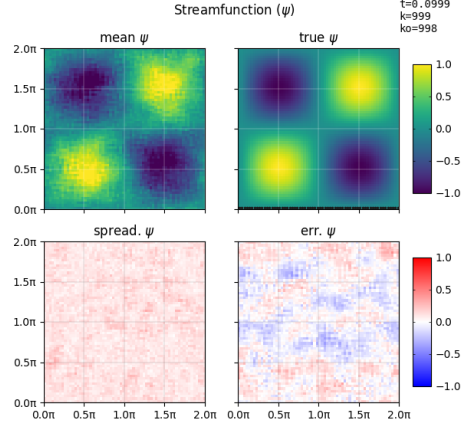 Streamfunction (ψ)
t=0.0999
k=999
ko=998
mean ψ
true ψ
2.0π
1.5π
1.0π
0.5π
0.0π
1.0
0.5
0.0
−0.5
−1.0
spread. ψ
err. ψ
2.0π
1.5π
1.0π
0.5π
0.0π
1.0
0.5
0.0
−0.5
−1.0
0.0π 0.5π 1.0π 1.5π 2.0π
0.0π 0.5π 1.0π 1.5π 2.0π